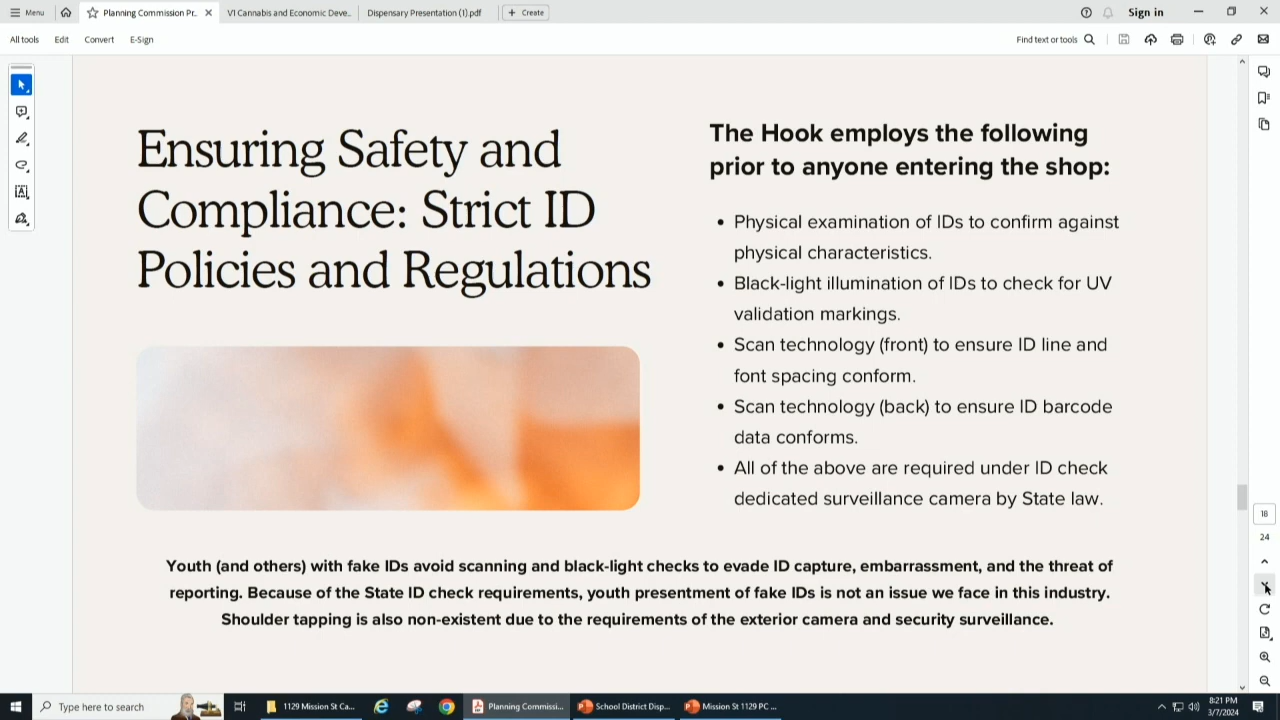 Menu
Planning Commission Pr...
VI Cannabis and Economic Deve...
Dispensary Presentation (1).pdf
+ Create
Sign in
All tools
Edit
Convert
E-Sign
Find text or tools
Ensuring Safety and
Compliance: Strict ID
Policies and Regulations
The Hook employs the following
prior to anyone entering the shop:
• Physical examination of IDs to confirm against
physical characteristics.
• Black-light illumination of IDs to check for UV
validation markings.
• Scan technology (front) to ensure ID line and
font spacing conform.
• Scan technology (back) to ensure ID barcode
data conforms.
• All of the above are required under ID check
dedicated surveillance camera by State law.
Youth (and others) with fake IDs avoid scanning and black-light checks to evade ID capture, embarrassment, and the threat of
reporting. Because of the State ID check requirements, youth presentment of fake IDs is not an issue we face in this industry.
Shoulder tapping is also non-existent due to the requirements of the exterior camera and security surveillance.
18
24
Type here to search
1129 Mission St Ca...
Planning Commissi...
School District Disp...
Mission St 1129 PC ...
8:21 PM
3/7/2024